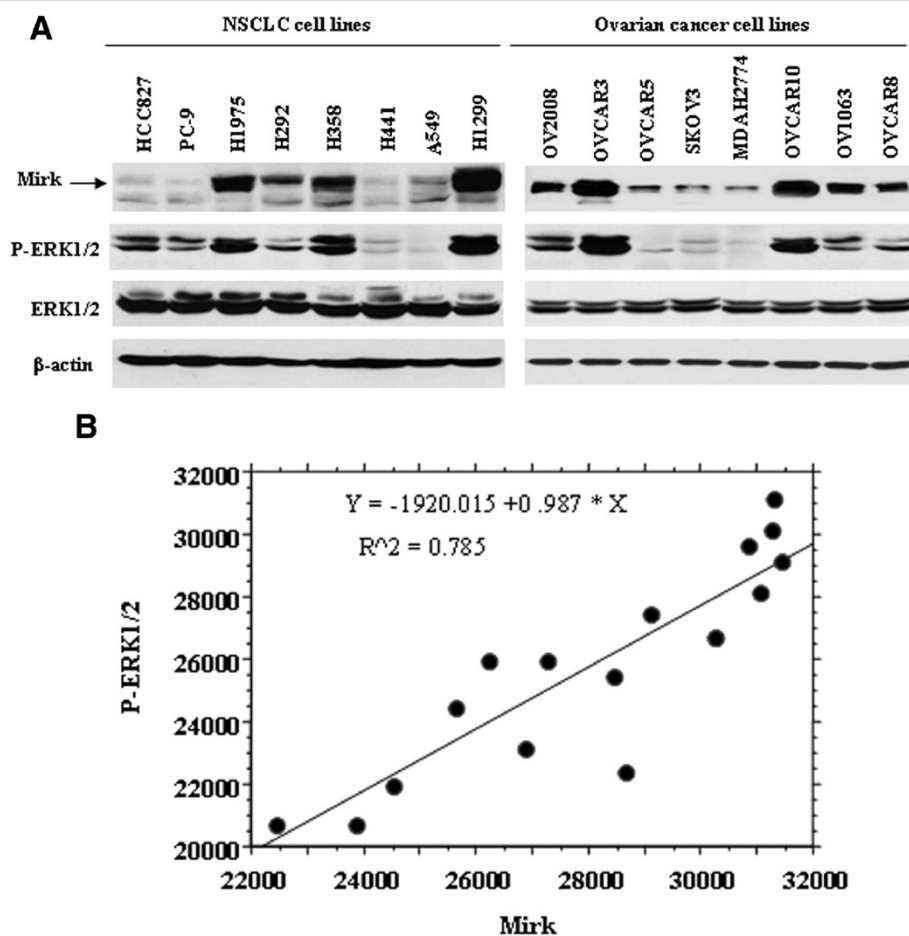 A
NSCLC cell lines
Ovarian cancer cell lines
HCC827
PC-9
H1975
H292
H358
H441
A549
H1299
OV2008
OVCAR3
OVCAR5
SKOV3
MDAH2774
OVCAR10
OV1063
OVCAR8
Mirk
P-ERK1/2
ERK1/2
β-actin
B
Y = -1920.015 +0 .987 * X
R^2 = 0.785
P-ERK1/2
32000
30000
28000
26000
24000
22000
20000
22000 24000 26000 28000 30000 32000
Mirk